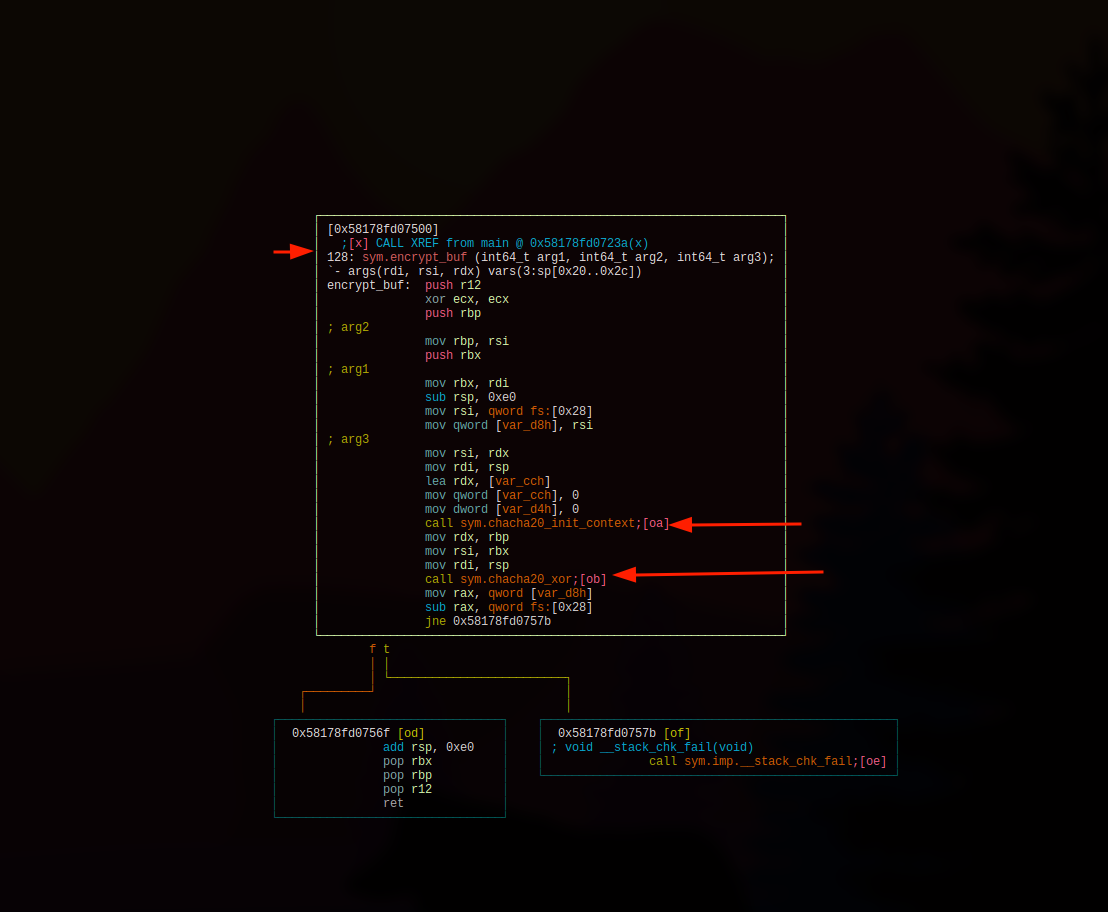 [0x58178fd07500]
;[x] CALL XREF from main @ 0x58178fd0723a(x)
128: sym.encrypt_buf (int64_t arg1, int64_t arg2, int64_t arg3);
`- args(rdi, rsi, rdx) vars(3:sp[0x20..0x2c])
encrypt_buf: push r12
xor ecx, ecx
push rbp
; arg2
mov rbp, rsi
push rbx
; arg1
mov rbx, rdi
sub rsp, 0xe0
mov rsi, qword fs:[0x28]
mov qword [var_d8h], rsi
; arg3
mov rsi, rdx
mov rdi, rsp
lea rdx, [var_cch]
mov qword [var_cch], 0
mov dword [var_d4h], 0
call sym.chacha20_init_context;[oa]
mov rdx, rbp
mov rsi, rbx
mov rdi, rsp
call sym.chacha20_xor;[ob]
mov rax, qword [var_d8h]
sub rax, qword fs:[0x28]
jne 0x58178fd0757b
f t
0x58178fd0756f [od]
add rsp, 0xe0
pop rbx
pop rbp
pop r12
ret
0x58178fd0757b [of]
; void __stack_chk_fail(void)
call sym.imp.__stack_chk_fail;[oe]